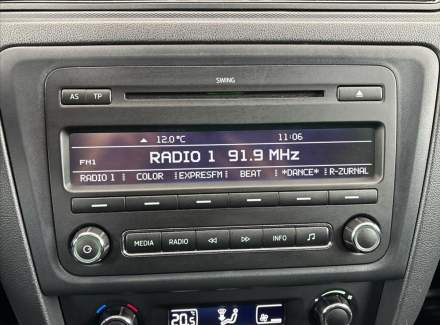 SWING
AS TP
12.0°C 11:06
FM1 RADIO 1 91.9 MHz
RADIO 1 COLOR EXPRESFM BEAT *DANCE* R-ZURNAL
MEDIA RADIO INFO
20.5